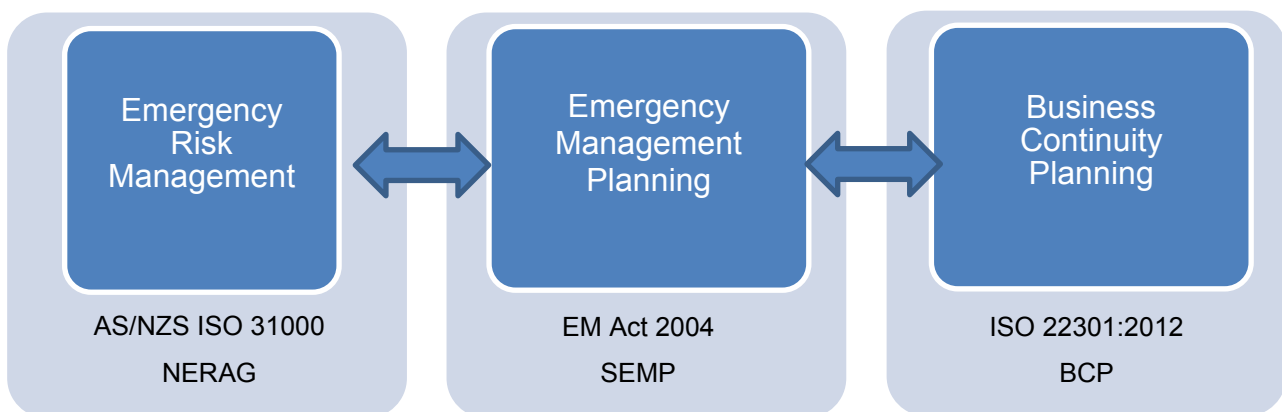 Emergency
Risk
Management
AS/NZS ISO 31000
NERAG
Emergency
Management
Planning
EM Act 2004
SEMP
Business
Continuity
Planning
ISO 22301:2012
BCP